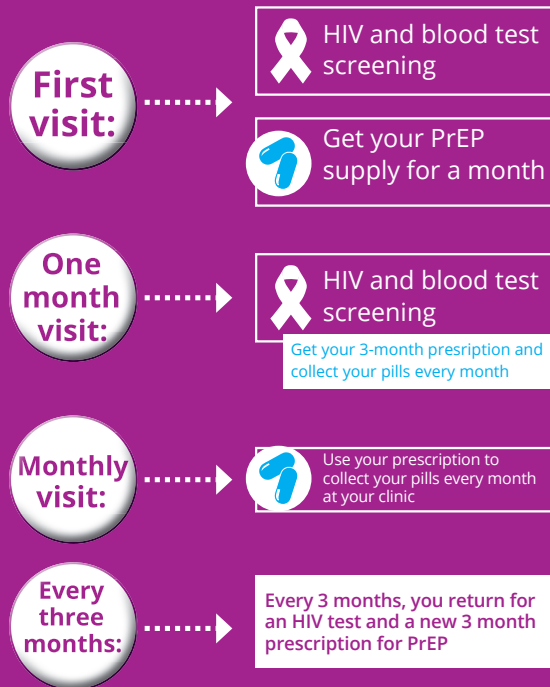 First
visit:
HIV and blood test
screening
Get your PrEP
supply for a month
One
month
visit:
HIV and blood test
screening
Get your 3-month presription and
collect your pills every month
Monthly
visit:
Use your prescription to
collect your pills every month
at your clinic
Every
three
months:
Every 3 months, you return for
an HIV test and a new 3 month
prescription for PrEP